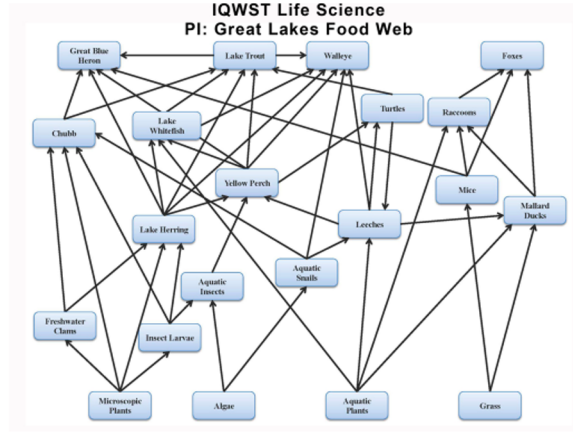 IQWST Life Science
PI: Great Lakes Food Web
Great Blue
Heron
Lake Trout
Walleye
Foxes
Turtles
Raccoons
Chubb
Lake
Whitefish
Yellow Perch
Mice
Mallard
Ducks
Lake Herring
Leeches
Aquatic
Insects
Aquatic
Snails
Freshwater
Clams
Insect Larvae
Microscopic
Plants
Algae
Aquatic
Plants
Grass